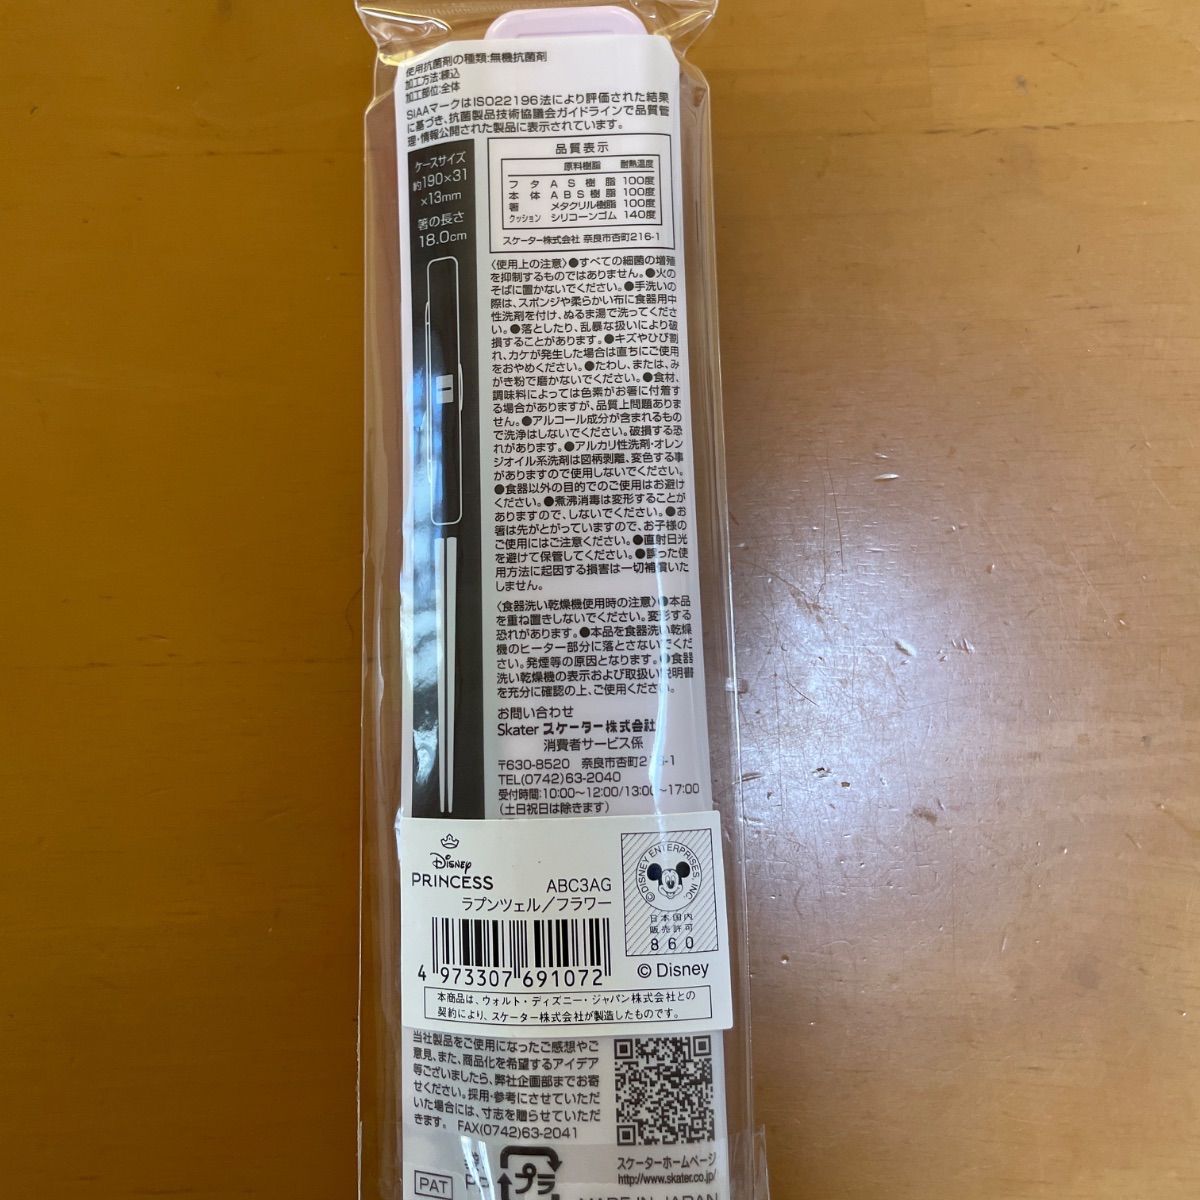 使用抗菌剤の種類:無機抗菌剤
加工方法:練込
加工部位:全体
SIAAマークはISO22196法により評価された結果
に基づき、抗菌製品技術協議会ガイドラインで品質管
理・情報公開された製品に表示されています。
ケースサイズ
約190×31
×13mm
箸の長さ
18.0cm
品質表示
原料樹脂 耐熱温度
フタ AS樹脂 100度
本体 ABS樹脂 100度
箸 メタクリル樹脂 100度
クッション シリコーンゴム 140度
スケーター株式会社 奈良市杏町216-1
〈使用上の注意〉●すべての細菌の増殖
を抑制するものではありません。●火の
そばに置かないでください。●手洗いの
際は、スポンジや柔らかい布に食器用中
性洗剤を付け、ぬるま湯で洗ってくださ
い。●落としたり、乱暴な扱いにより破
損することがあります。●キズやひび割
れ、カケが発生した場合は直ちにご使用
をおやめください。●たわし、または、み
がき粉で磨かないでください。●食材、
調味料によっては色素がお箸に付着す
る場合がありますが、品質上問題ありま
せん。●アルコール成分が含まれるもの
で洗浄はしないでください。破損する恐
れがあります。●アルカリ性洗剤・オレン
ジオイル系洗剤は図柄剥離、変色する事
がありますので使用しないでください。
●食器以外の目的でのご使用はお避け
ください。●煮沸消毒は変形することが
ありますので、しないでください。●お
箸は先がとがっていますので、お子様の
ご使用にはご注意ください。●直射日光
を避けて保管してください。●誤った使
用方法に起因する損害は一切補償いた
しません。
〈食器洗い乾燥機使用時の注意〉●本品
を重ね置きしないでください。変形する
恐れがあります。●本品を食器洗い乾燥
機のヒーター部分に落とさないでくだ
さい。発煙等の原因となります。●食器
洗い乾燥機の表示および取扱い説明書
を充分に確認の上、ご使用ください。
お問い合わせ
Skater スケーター株式会社
消費者サービス係
〒630-8520 奈良市杏町216-1
TEL(0742)63-2040
受付時間:10:00〜12:00/13:00〜17:00
(土日祝日は除きます)
Disney
PRINCESS
ABC3AG
ラプンツェル/フラワー
4 973307 691072
©DISNEY ENTERPRISES, INC.
日本国内
販売許可
860
© Disney
本商品は、ウォルト・ディズニー・ジャパン株式会社との
契約により、スケーター株式会社が製造したものです。
当社製品をご使用になったご感想やご
意見、また、商品化を希望するアイデア
等ございましたら、弊社企画部までお寄
せください。採用・参考にさせていただ
いた場合には、寸志を贈らせていただ
きます。 FAX(0742)63-2041
スケーターホームページ
http://www.skater.co.jp/
PAT
プラ
MADE IN JAPAN